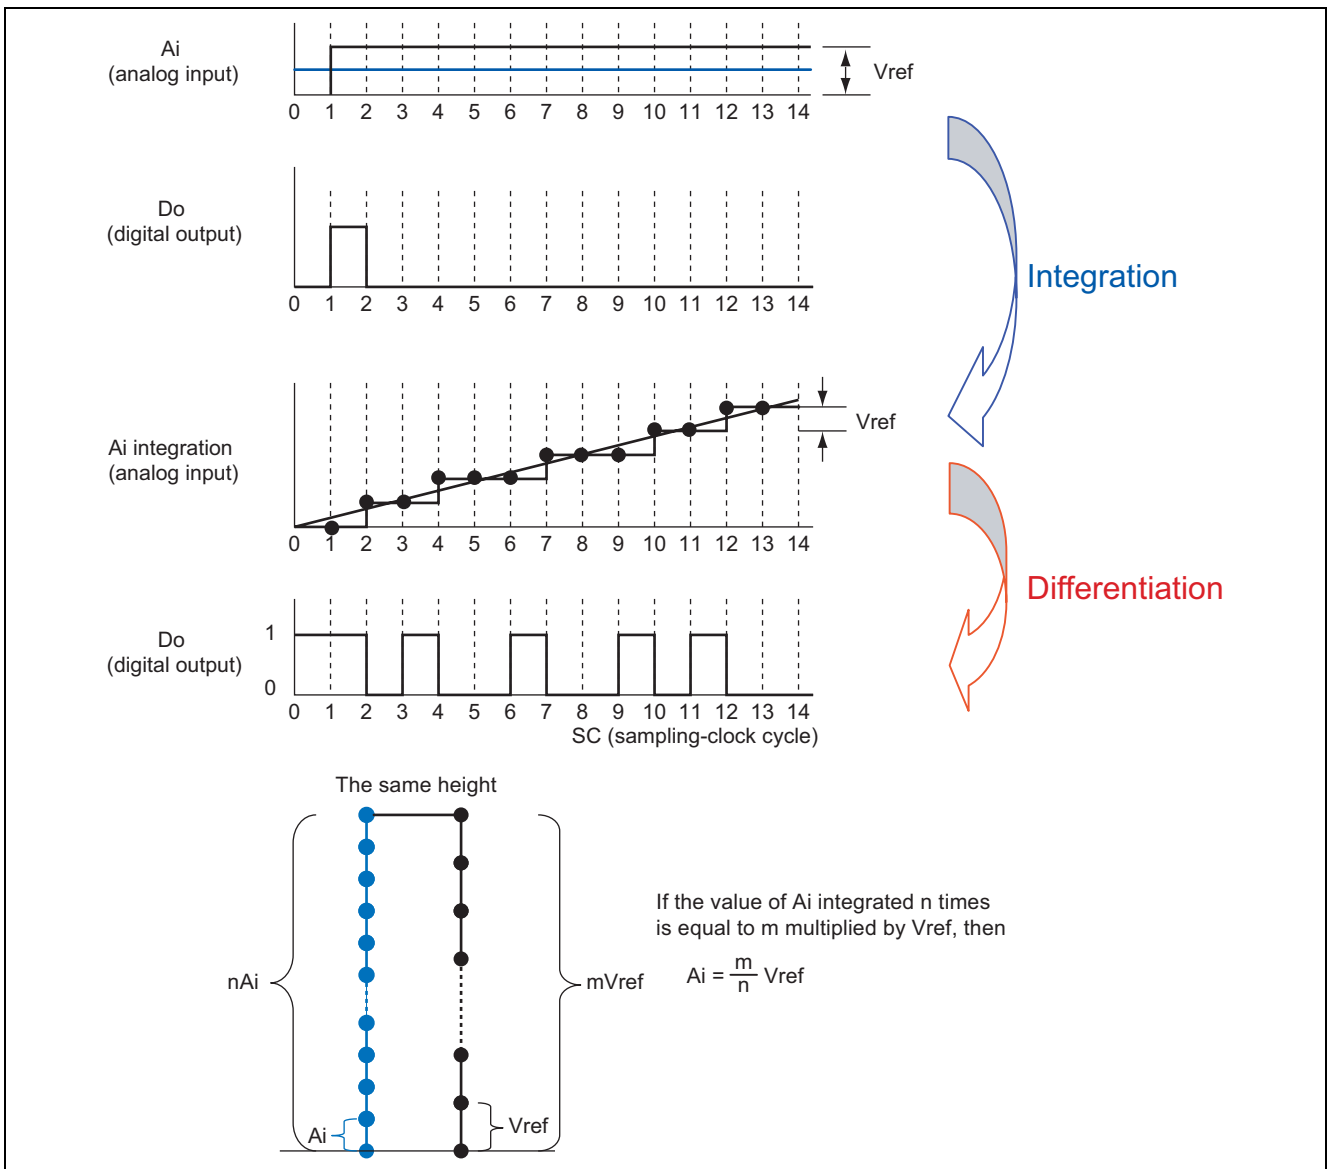 Ai
(analog input)
Vref
0 1 2 3 4 5 6 7 8 9 10 11 12 13 14
Do
(digital output)
0 1 2 3 4 5 6 7 8 9 10 11 12 13 14
Integration
Ai integration
(analog input)
Vref
0 1 2 3 4 5 6 7 8 9 10 11 12 13 14
Differentiation
Do
(digital output)
1
0
0 1 2 3 4 5 6 7 8 9 10 11 12 13 14
SC (sampling-clock cycle)
The same height
nAi
mVref
Ai
Vref
If the value of Ai integrated n times
is equal to m multiplied by Vref, then
Ai = m/n Vref